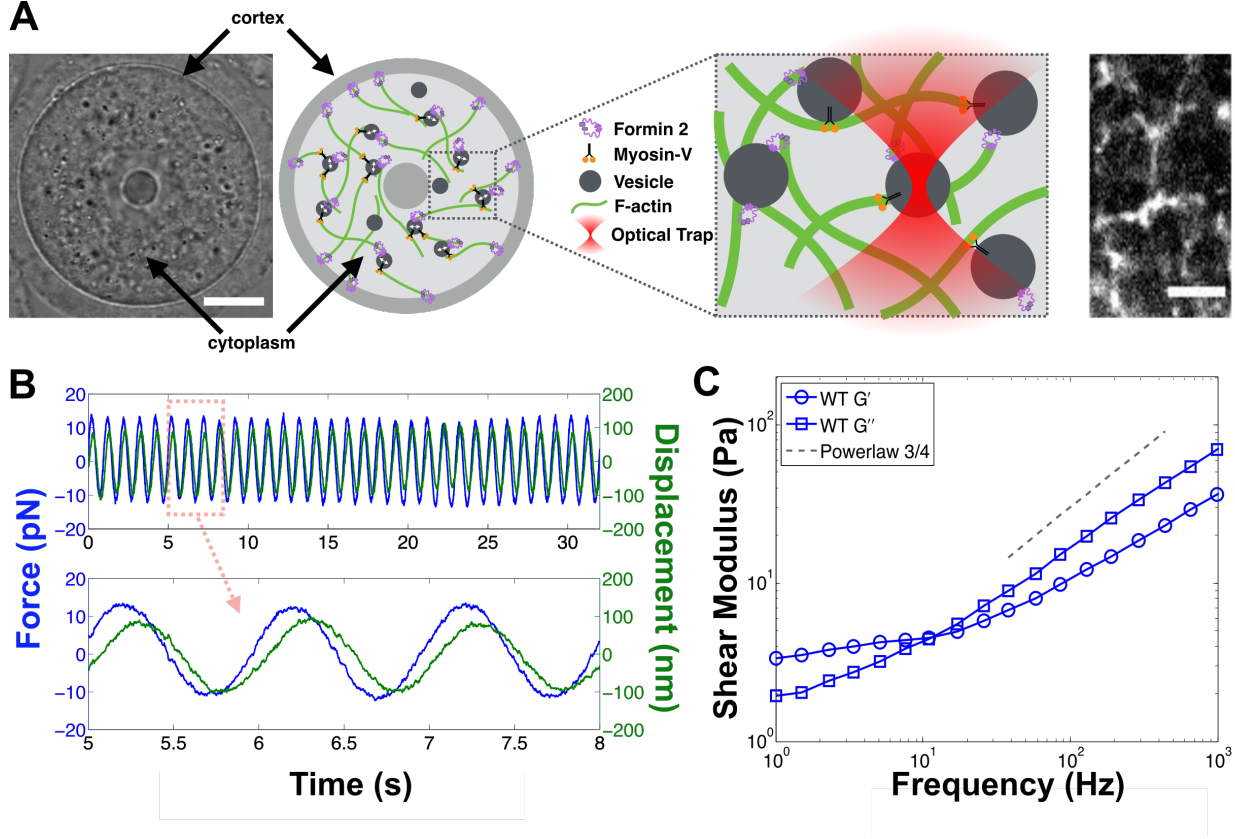 A
cortex
cytoplasm
Formin 2
Myosin-V
Vesicle
F-actin
Optical Trap
B
Force (pN)
20
10
0
−10
−20
200
100
0
−100
−200
0 5 10 15 20 25 30
20
10
0
−10
−20
200
100
0
−100
−200
5 5.5 6 6.5 7 7.5 8
Displacement (nm)
Time (s)
C
WT G′
WT G′′
Powerlaw 3/4
Shear Modulus (Pa)
10²
10¹
10⁰
10⁰ 10¹ 10² 10³
Frequency (Hz)